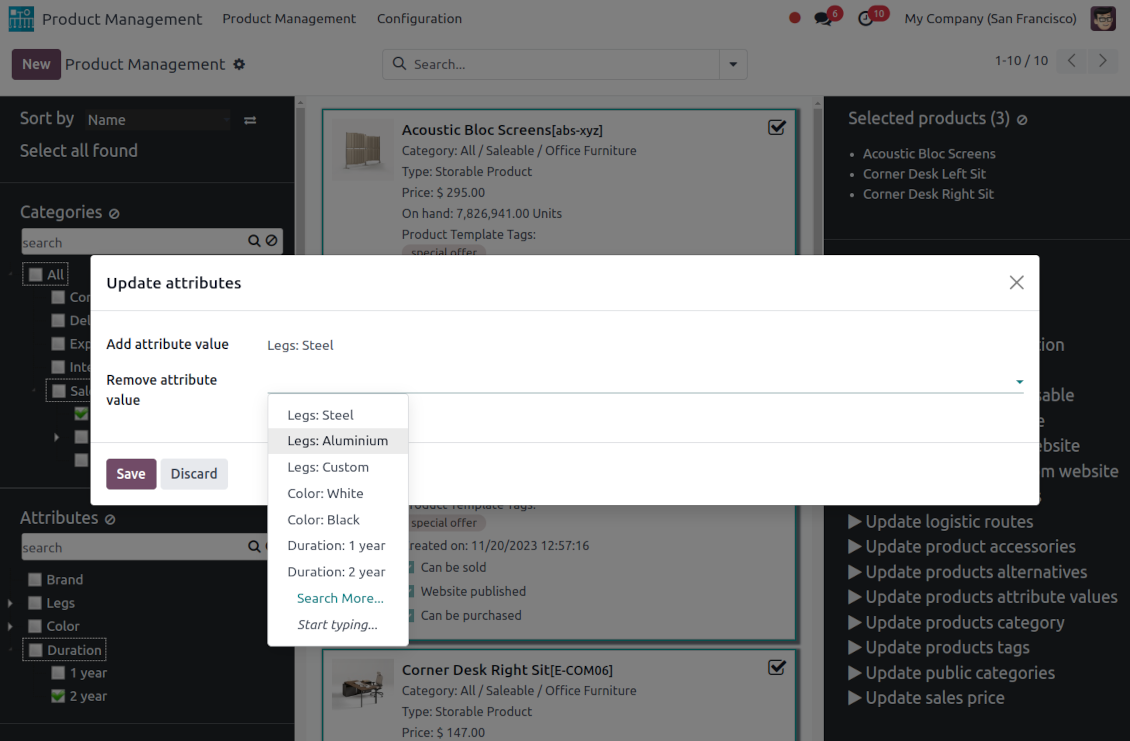 Product Management
Product Management
Configuration
6
10
My Company (San Francisco)
New
Product Management
Search...
1-10 / 10
Sort by
Name
Select all found
Categories
search
All
Attributes
search
Brand
Legs
Color
Duration
1 year
2 year
Acoustic Bloc Screens[abs-xyz]
Category: All / Saleable / Office Furniture
Type: Storable Product
Price: $ 295.00
On hand: 7,826,941.00 Units
Product Template Tags:
special offer
Update attributes
Add attribute value
Legs: Steel
Remove attribute
value
Legs: Steel
Legs: Aluminium
Legs: Custom
Color: White
Color: Black
Duration: 1 year
Duration: 2 year
Search More...
Start typing...
Save
Discard
Product Template Tags:
special offer
reated on: 11/20/2023 12:57:16
Can be sold
Website published
Can be purchased
Corner Desk Right Sit[E-COM06]
Category: All / Saleable / Office Furniture
Type: Storable Product
Price: $ 147.00
Selected products (3)
Acoustic Bloc Screens
Corner Desk Left Sit
Corner Desk Right Sit
m website
Update logistic routes
Update product accessories
Update products alternatives
Update products attribute values
Update products category
Update products tags
Update public categories
Update sales price